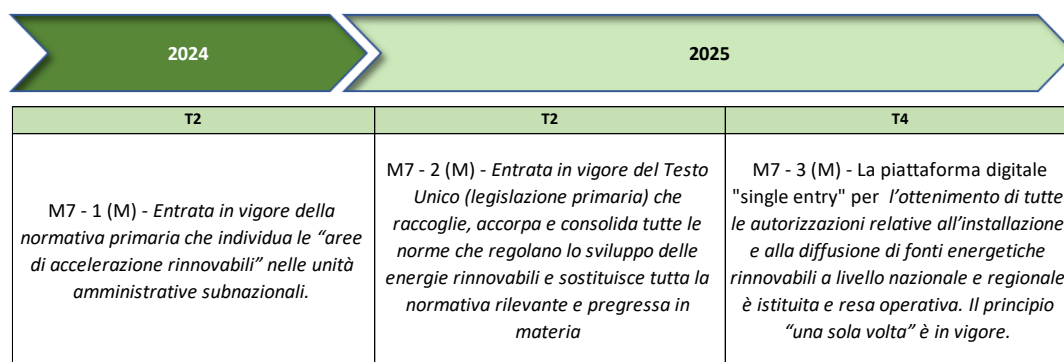 2024
2025
T2
T2
T4
M7 - 1 (M) - Entrata in vigore della
normativa primaria che individua le “aree
di accelerazione rinnovabili” nelle unità
amministrative subnazionali.
M7 - 2 (M) - Entrata in vigore del Testo
Unico (legislazione primaria) che
raccoglie, accorpa e consolida tutte le
norme che regolano lo sviluppo delle
energie rinnovabili e sostituisce tutta la
normativa rilevante e pregressa in
materia
M7 - 3 (M) - La piattaforma digitale
"single entry" per l’ottenimento di tutte
le autorizzazioni relative all’installazione
e alla diffusione di fonti energetiche
rinnovabili a livello nazionale e regionale
è istituita e resa operativa. Il principio
“una sola volta” è in vigore.